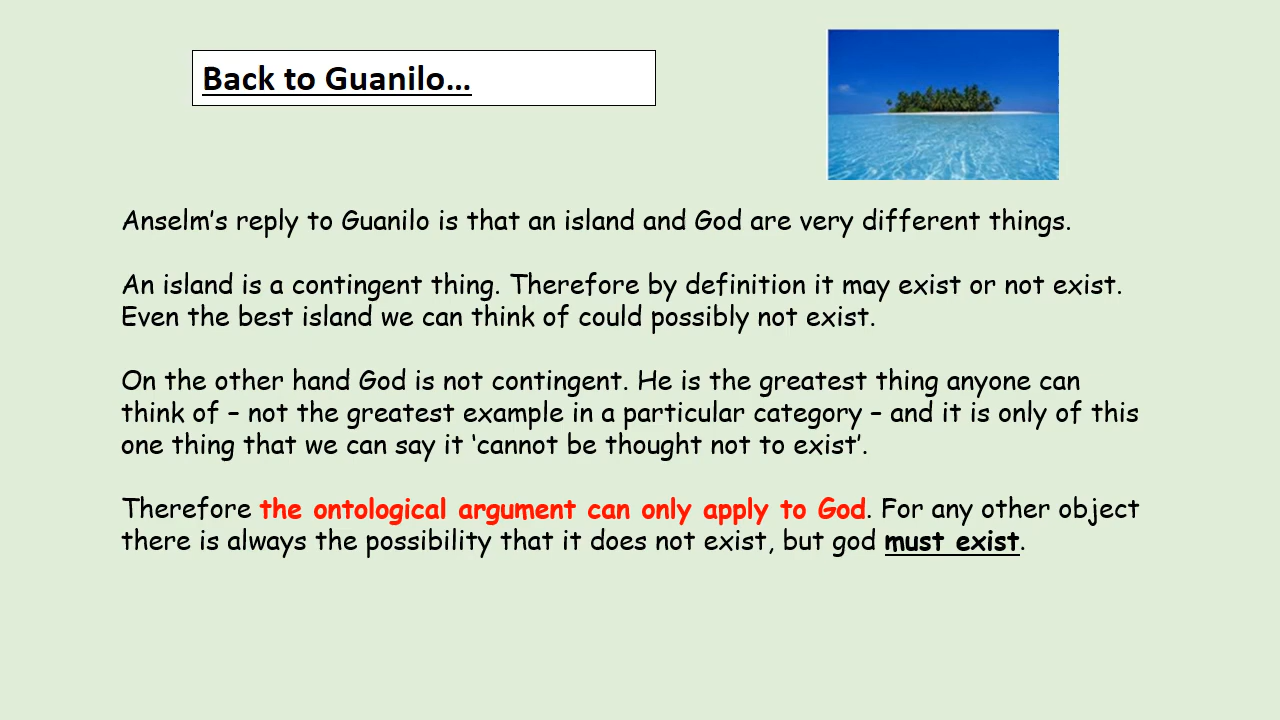 Back to Guanilo…
Anselm’s reply to Guanilo is that an island and God are very different things.
An island is a contingent thing. Therefore by definition it may exist or not exist.
Even the best island we can think of could possibly not exist.
On the other hand God is not contingent. He is the greatest thing anyone can
think of – not the greatest example in a particular category – and it is only of this
one thing that we can say it ‘cannot be thought not to exist’.
Therefore the ontological argument can only apply to God. For any other object
there is always the possibility that it does not exist, but god must exist.